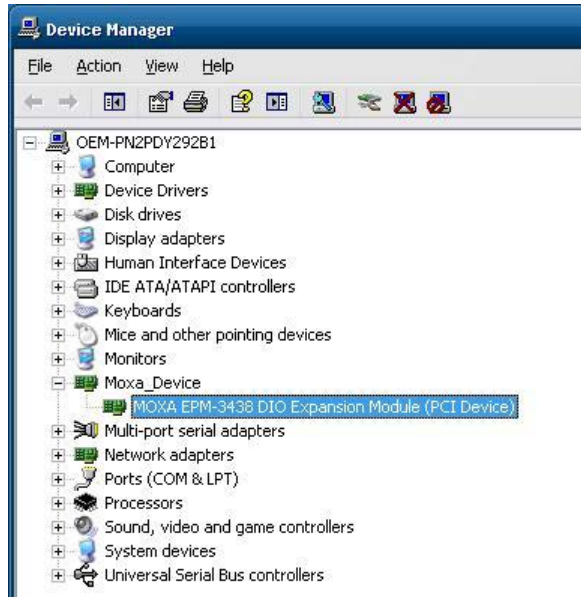 Device Manager
File Action View Help
OEM-PN2PDY292B1
Computer
Device Drivers
Disk drives
Display adapters
Human Interface Devices
IDE ATA/ATAPI controllers
Keyboards
Mice and other pointing devices
Monitors
Moxa_Device
MOXA EPM-3438 DIO Expansion Module (PCI Device)
Multi-port serial adapters
Network adapters
Ports (COM & LPT)
Processors
Sound, video and game controllers
System devices
Universal Serial Bus controllers